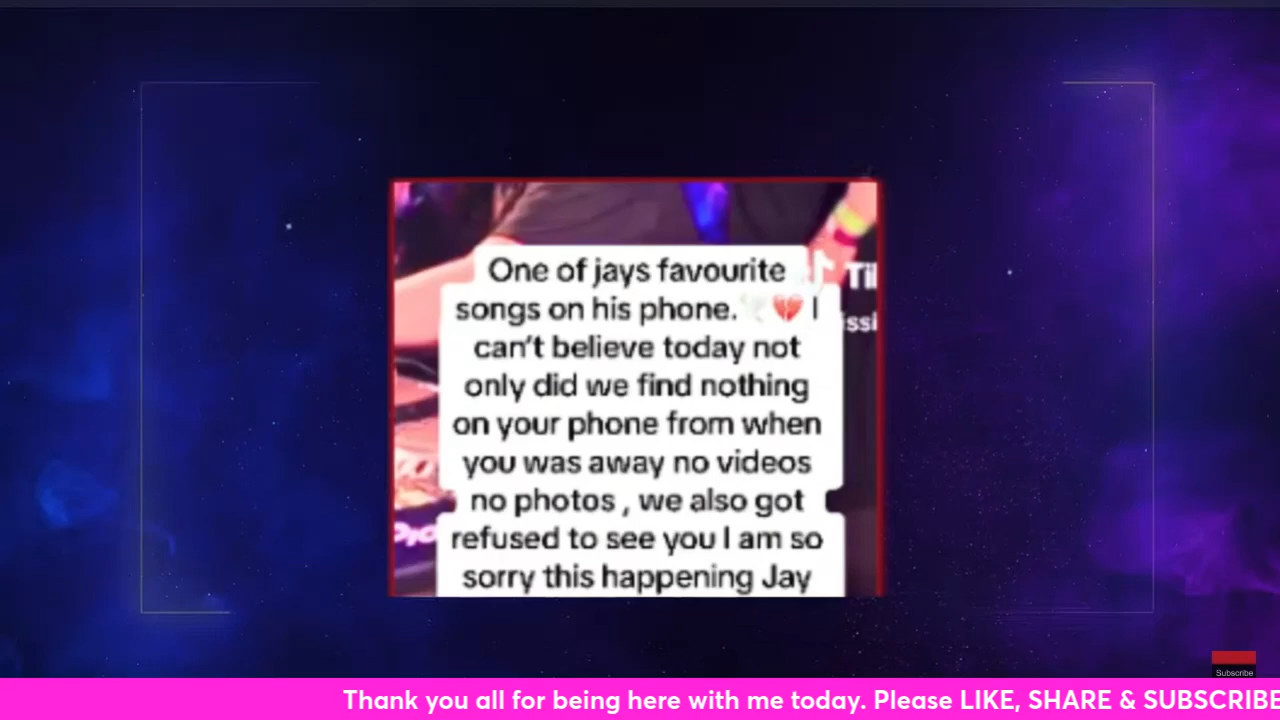 One of jays favourite
songs on his phone. 🕊️💔 I
can't believe today not
only did we find nothing
on your phone from when
you was away no videos
no photos , we also got
refused to see you I am so
sorry this happening Jay
Subscribe
Thank you all for being here with me today. Please LIKE, SHARE & SUBSCRIBE